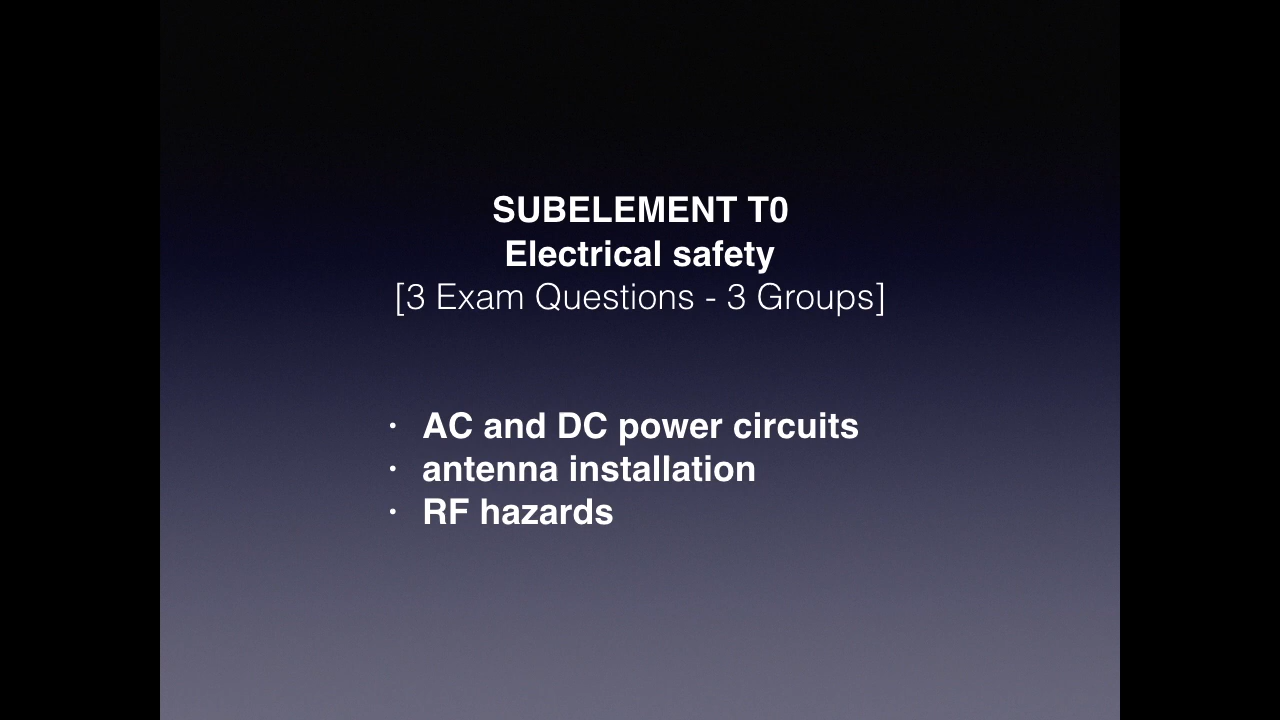 SUBELEMENT T0
Electrical safety
[3 Exam Questions - 3 Groups]
· AC and DC power circuits
· antenna installation
· RF hazards